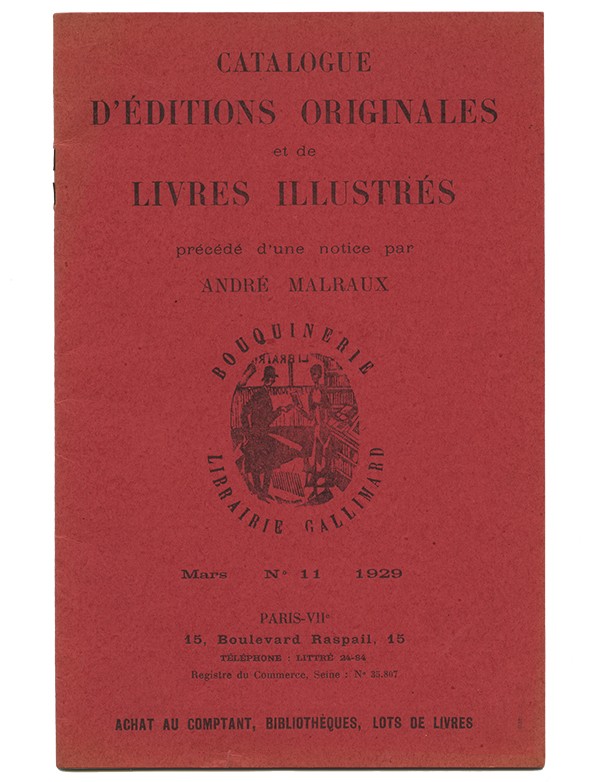 CATALOGUE
D'ÉDITIONS ORIGINALES
et de
LIVRES ILLUSTRÉS
précédé d'une notice par
ANDRÉ MALRAUX
BOUQUINERIE
LIBRAIRIE GALLIMARD
Mars N° 11 1929
PARIS-VIIe
15, Boulevard Raspail, 15
TÉLÉPHONE : LITTRÉ 24-84
Registre du Commerce, Seine : N° 35.807
ACHAT AU COMPTANT, BIBLIOTHÈQUES, LOTS DE LIVRES